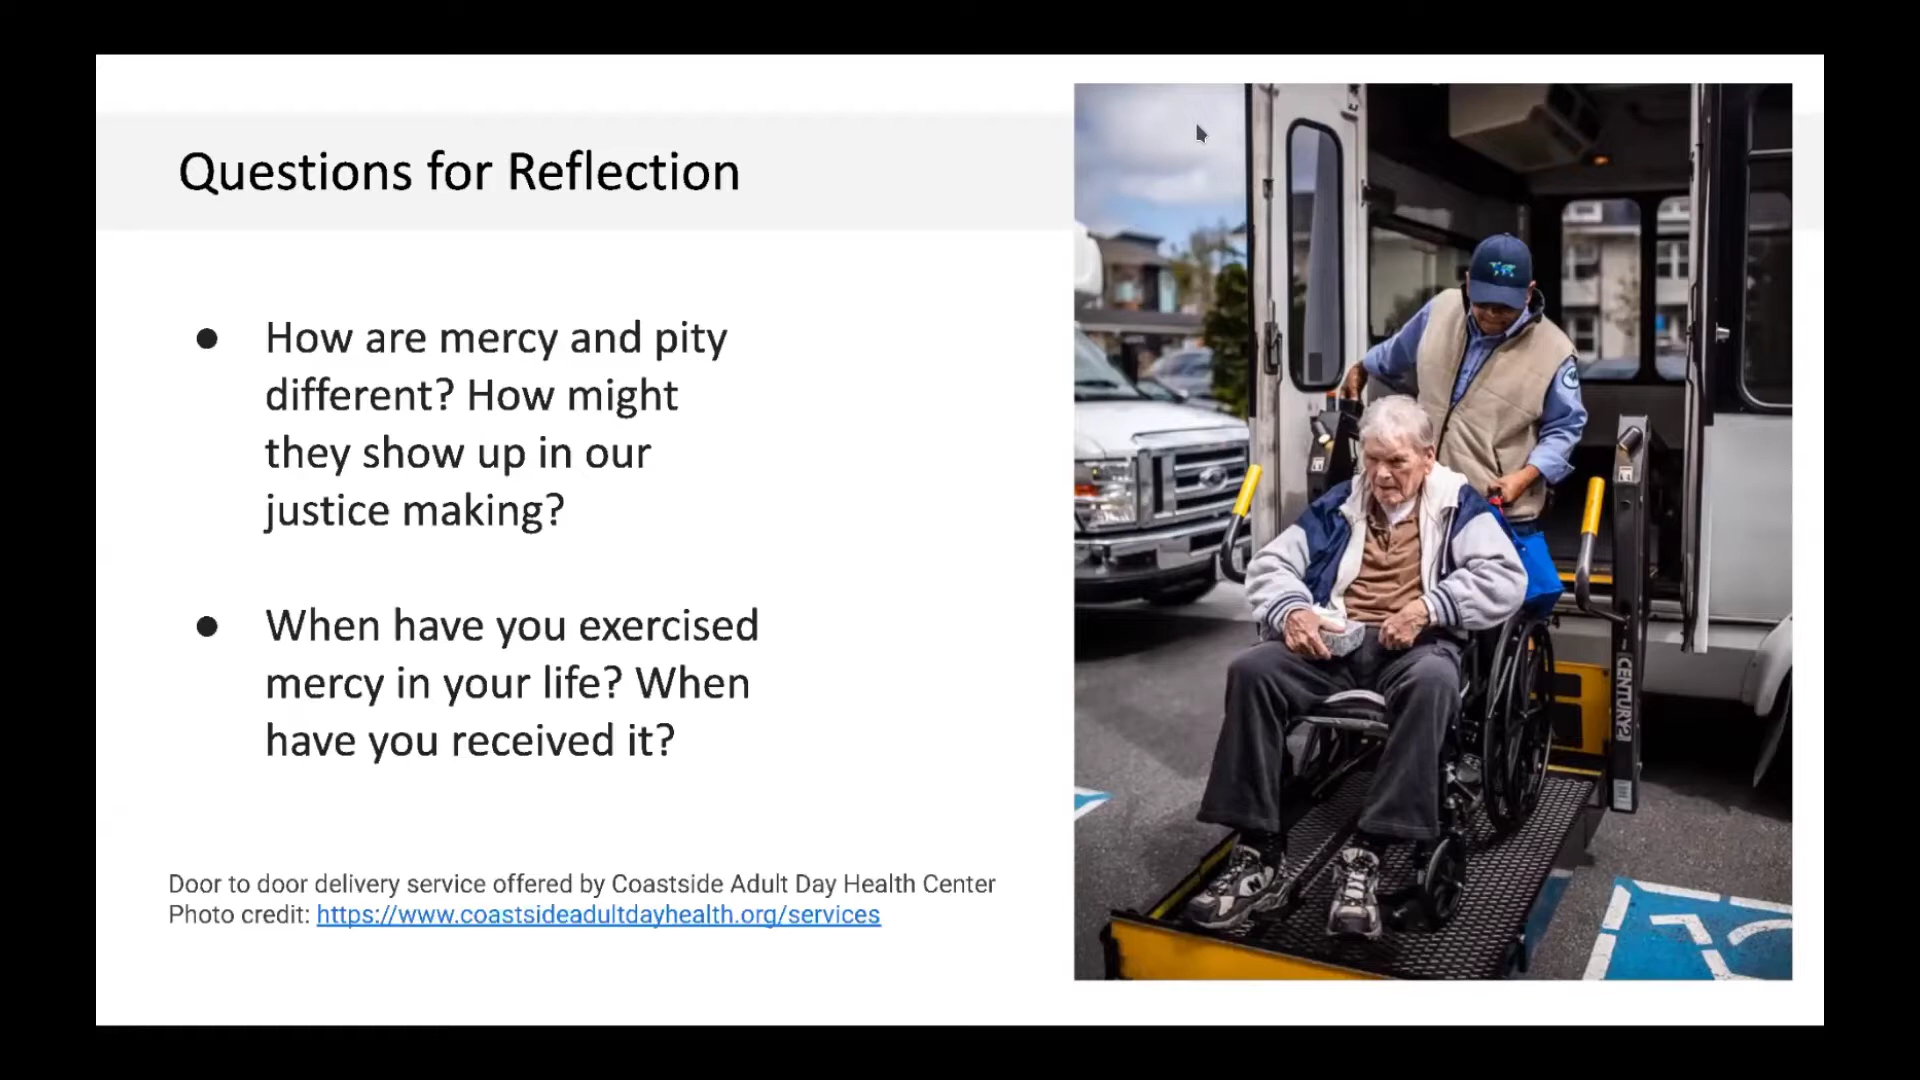 Questions for Reflection
● How are mercy and pity
different? How might
they show up in our
justice making?
● When have you exercised
mercy in your life? When
have you received it?
Door to door delivery service offered by Coastside Adult Day Health Center
Photo credit: https://www.coastsideadultdayhealth.org/services
CENTURY2